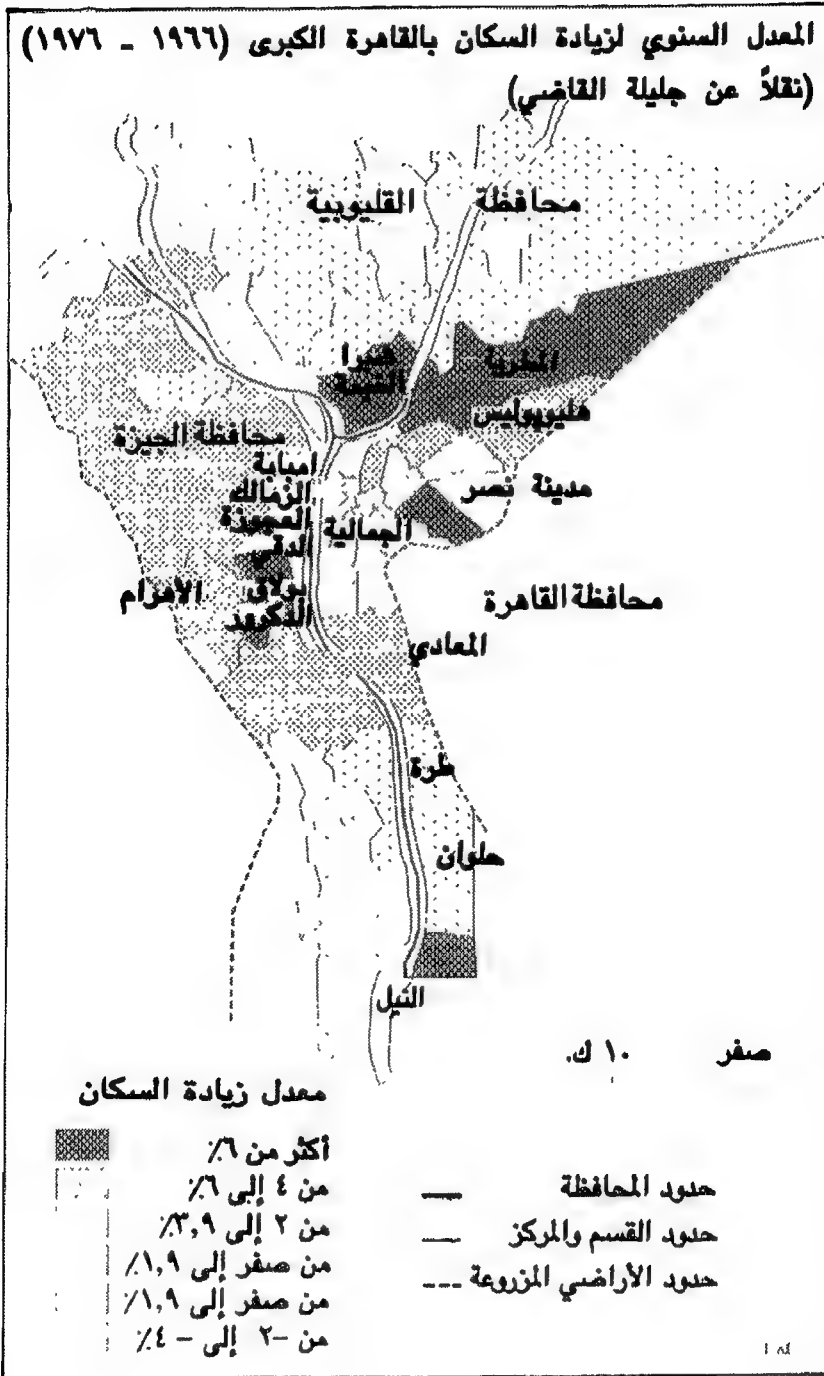 المعدل السنوي لزيادة السكان بالقاهرة الكبرى (١٩٦٦ - ١٩٧٦)
(نقلاً عن جليلة القاضي)
محافظة القليوبية
شبرا
الخيمة
المطرية
هليوبوليس
محافظة الجيزة
امبابة
الزمالك
العجوزة
الدقي
الجمالية
مدينة نصر
بولاق
الدكرور
الأهرام
محافظة القاهرة
المعادي
طرة
حلوان
النيل
صفر ١٠ ك.
معدل زيادة السكان
أكثر من ٦٪
من ٤ إلى ٦٪
من ٢ إلى ٣,٩٪
من صفر إلى ١,٩٪
من صفر إلى ١,٩٪
من -٢ إلى - ٤٪
حدود المحافظة
حدود القسم والمركز
حدود الأراضي المزروعة